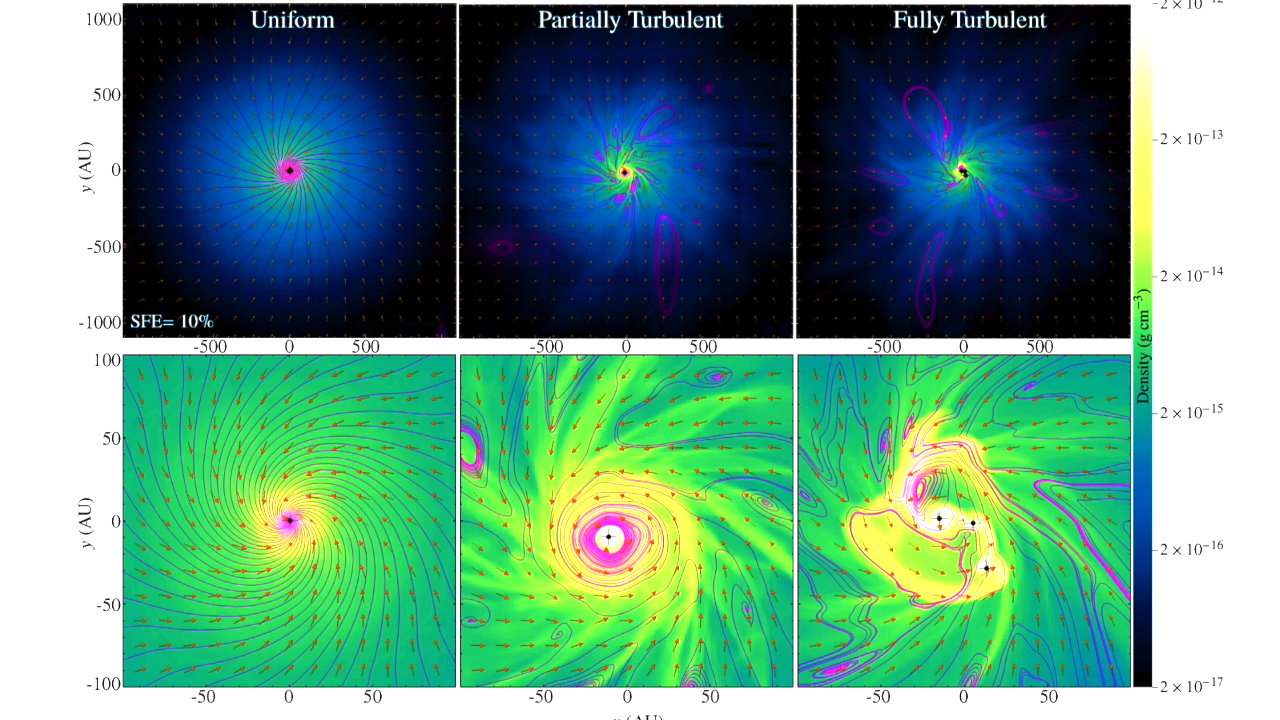 Uniform
Partially Turbulent
Fully Turbulent
1000
500
0
-500
-1000
y (AU)
SFE= 10%
-500 0 500
-500 0 500
-500 0 500
100
50
0
-50
-100
y (AU)
-50 0 50
-50 0 50
-50 0 50
2 × 10⁻¹³
2 × 10⁻¹⁴
2 × 10⁻¹⁵
2 × 10⁻¹⁶
2 × 10⁻¹⁷
Density (g cm⁻³)